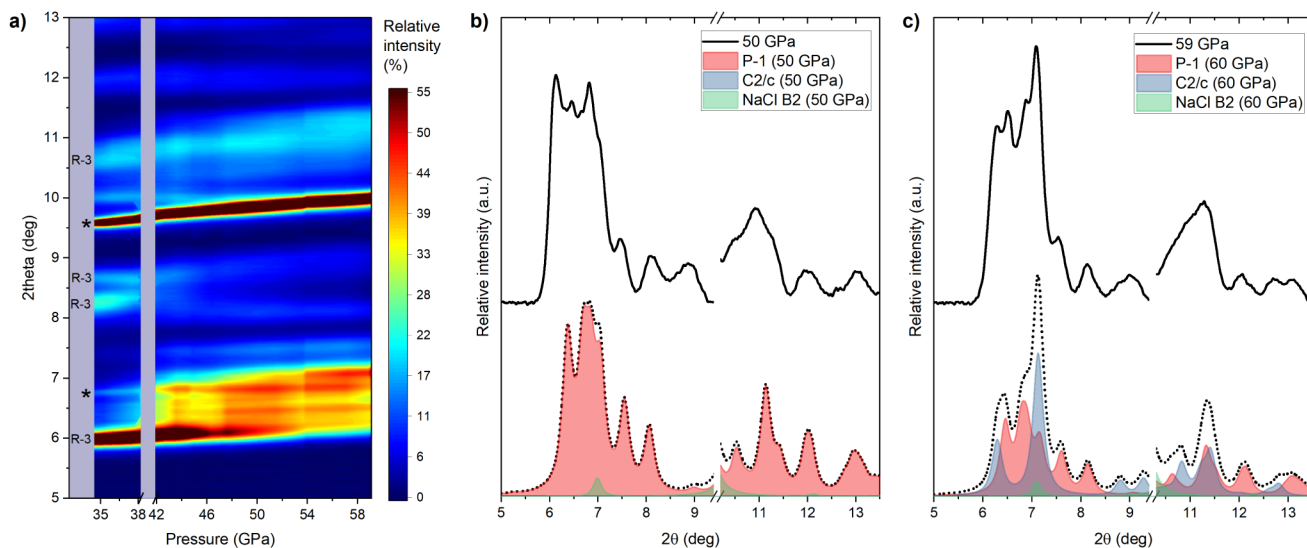 a)
Relative
intensity
(%)
13
12
11
10
9
8
7
6
5
R-3
*
R-3
R-3
*
R-3
2theta (deg)
35
38
42
46
50
54
58
Pressure (GPa)
55
50
44
39
33
28
22
17
11
6
0
b)
50 GPa
P-1 (50 GPa)
C2/c (50 GPa)
NaCl B2 (50 GPa)
Relative intensity (a.u.)
5
6
7
8
9
11
12
13
2θ (deg)
c)
59 GPa
P-1 (60 GPa)
C2/c (60 GPa)
NaCl B2 (60 GPa)
Relative intensity (a.u.)
5
6
7
8
9
11
12
13
2θ (deg)